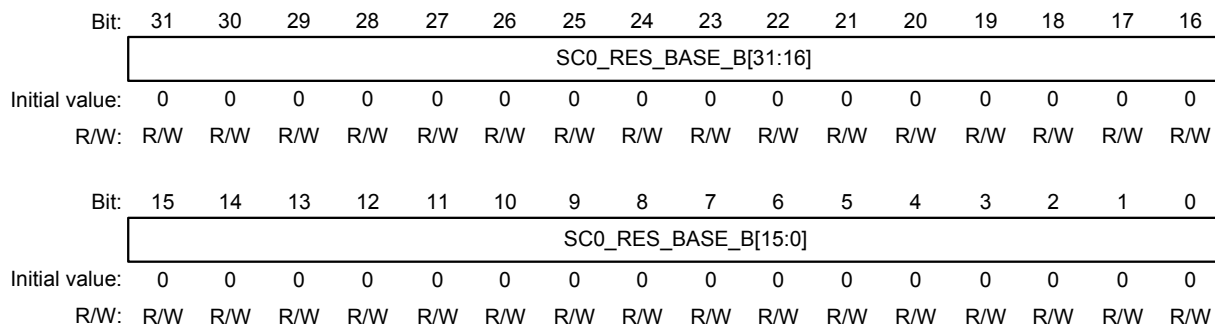 Bit: 31 30 29 28 27 26 25 24 23 22 21 20 19 18 17 16
SC0_RES_BASE_B[31:16]
Initial value: 0 0 0 0 0 0 0 0 0 0 0 0 0 0 0 0
R/W: R/W R/W R/W R/W R/W R/W R/W R/W R/W R/W R/W R/W R/W R/W R/W R/W
Bit: 15 14 13 12 11 10 9 8 7 6 5 4 3 2 1 0
SC0_RES_BASE_B[15:0]
Initial value: 0 0 0 0 0 0 0 0 0 0 0 0 0 0 0 0
R/W: R/W R/W R/W R/W R/W R/W R/W R/W R/W R/W R/W R/W R/W R/W R/W R/W